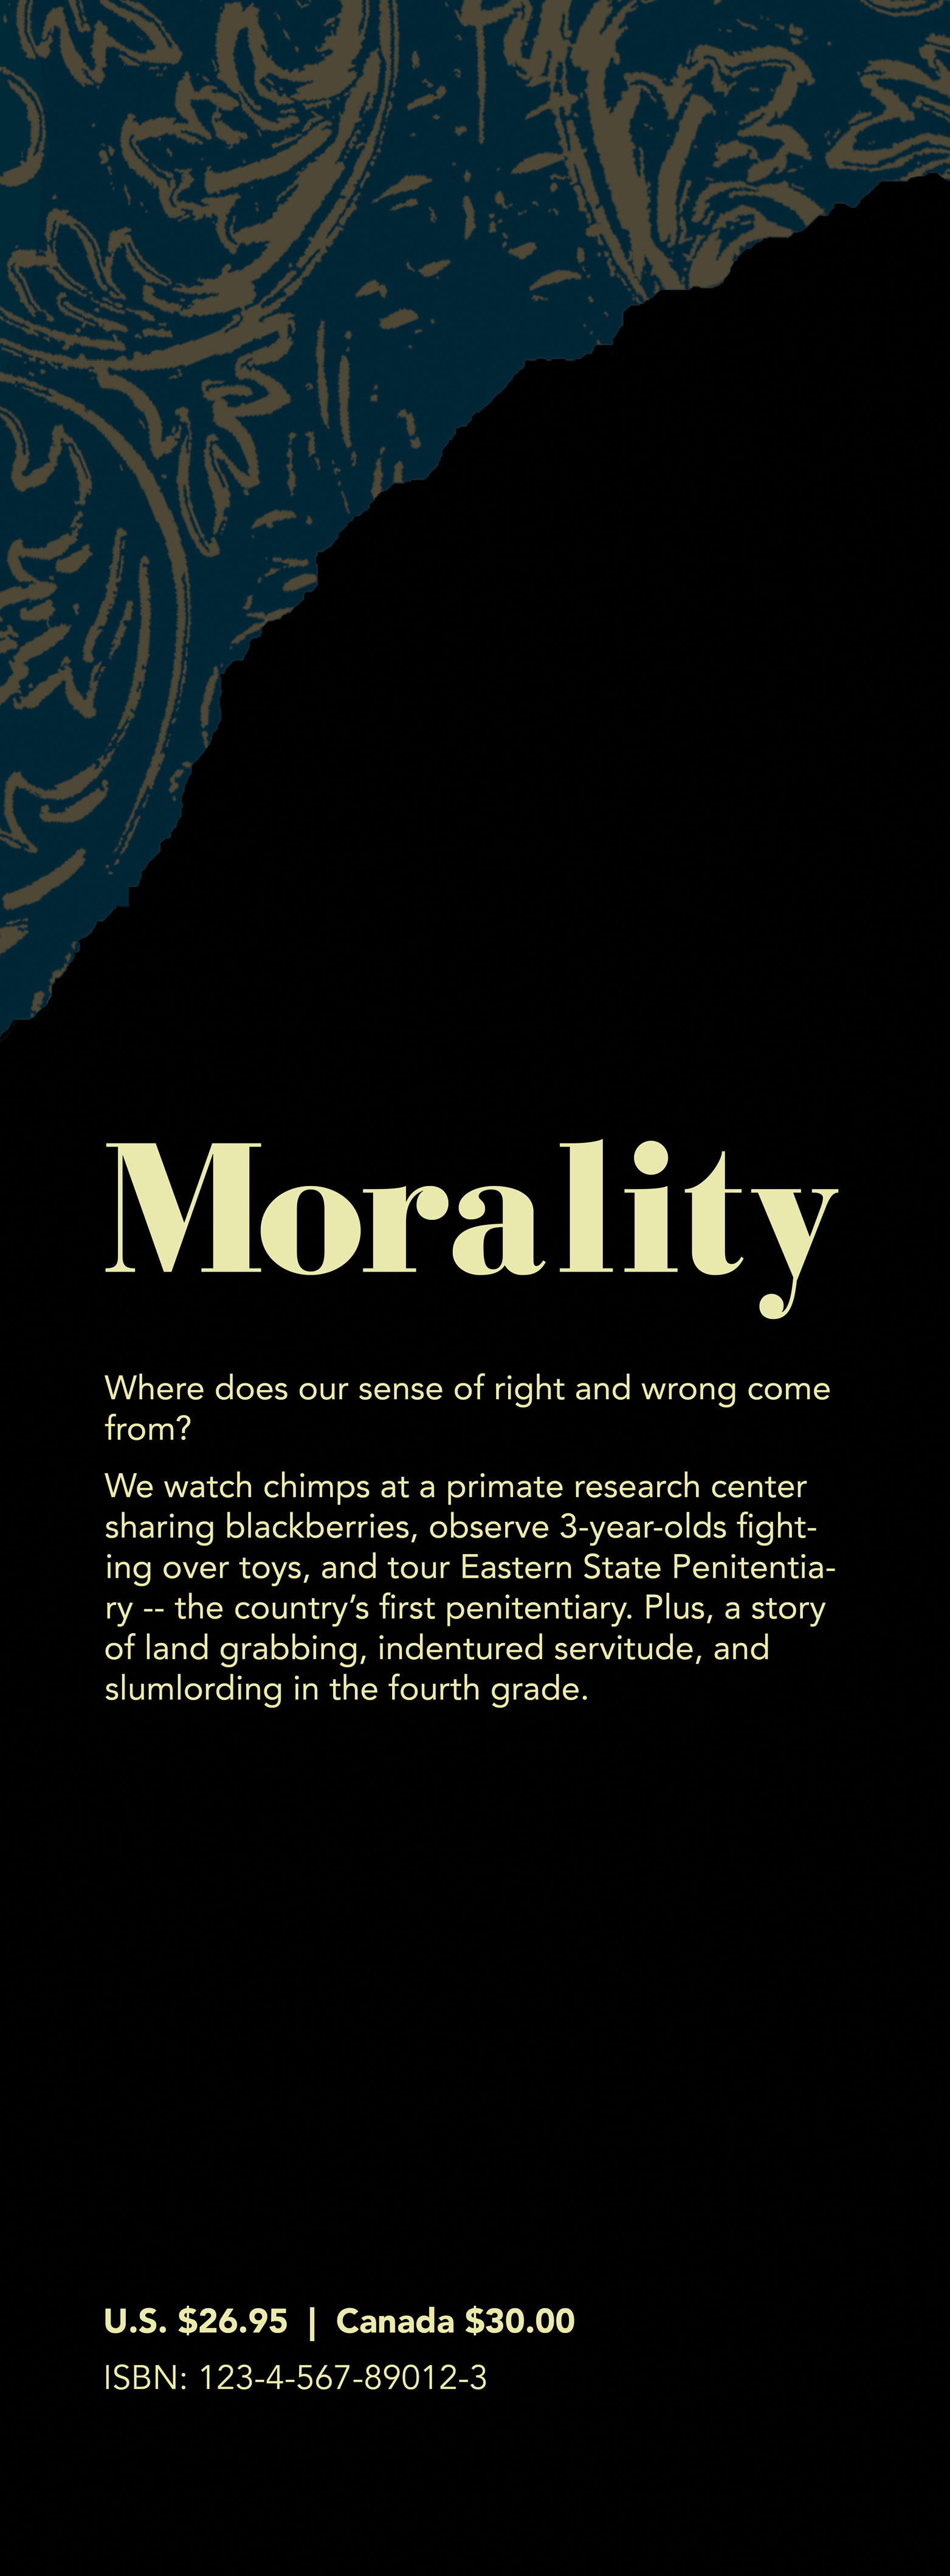 Morality
Where does our sense of right and wrong come
from?
We watch chimps at a primate research center
sharing blackberries, observe 3-year-olds fight-
ing over toys, and tour Eastern State Penitentia-
ry -- the country’s first penitentiary. Plus, a story
of land grabbing, indentured servitude, and
slumlording in the fourth grade.
U.S. $26.95 | Canada $30.00
ISBN: 123-4-567-89012-3